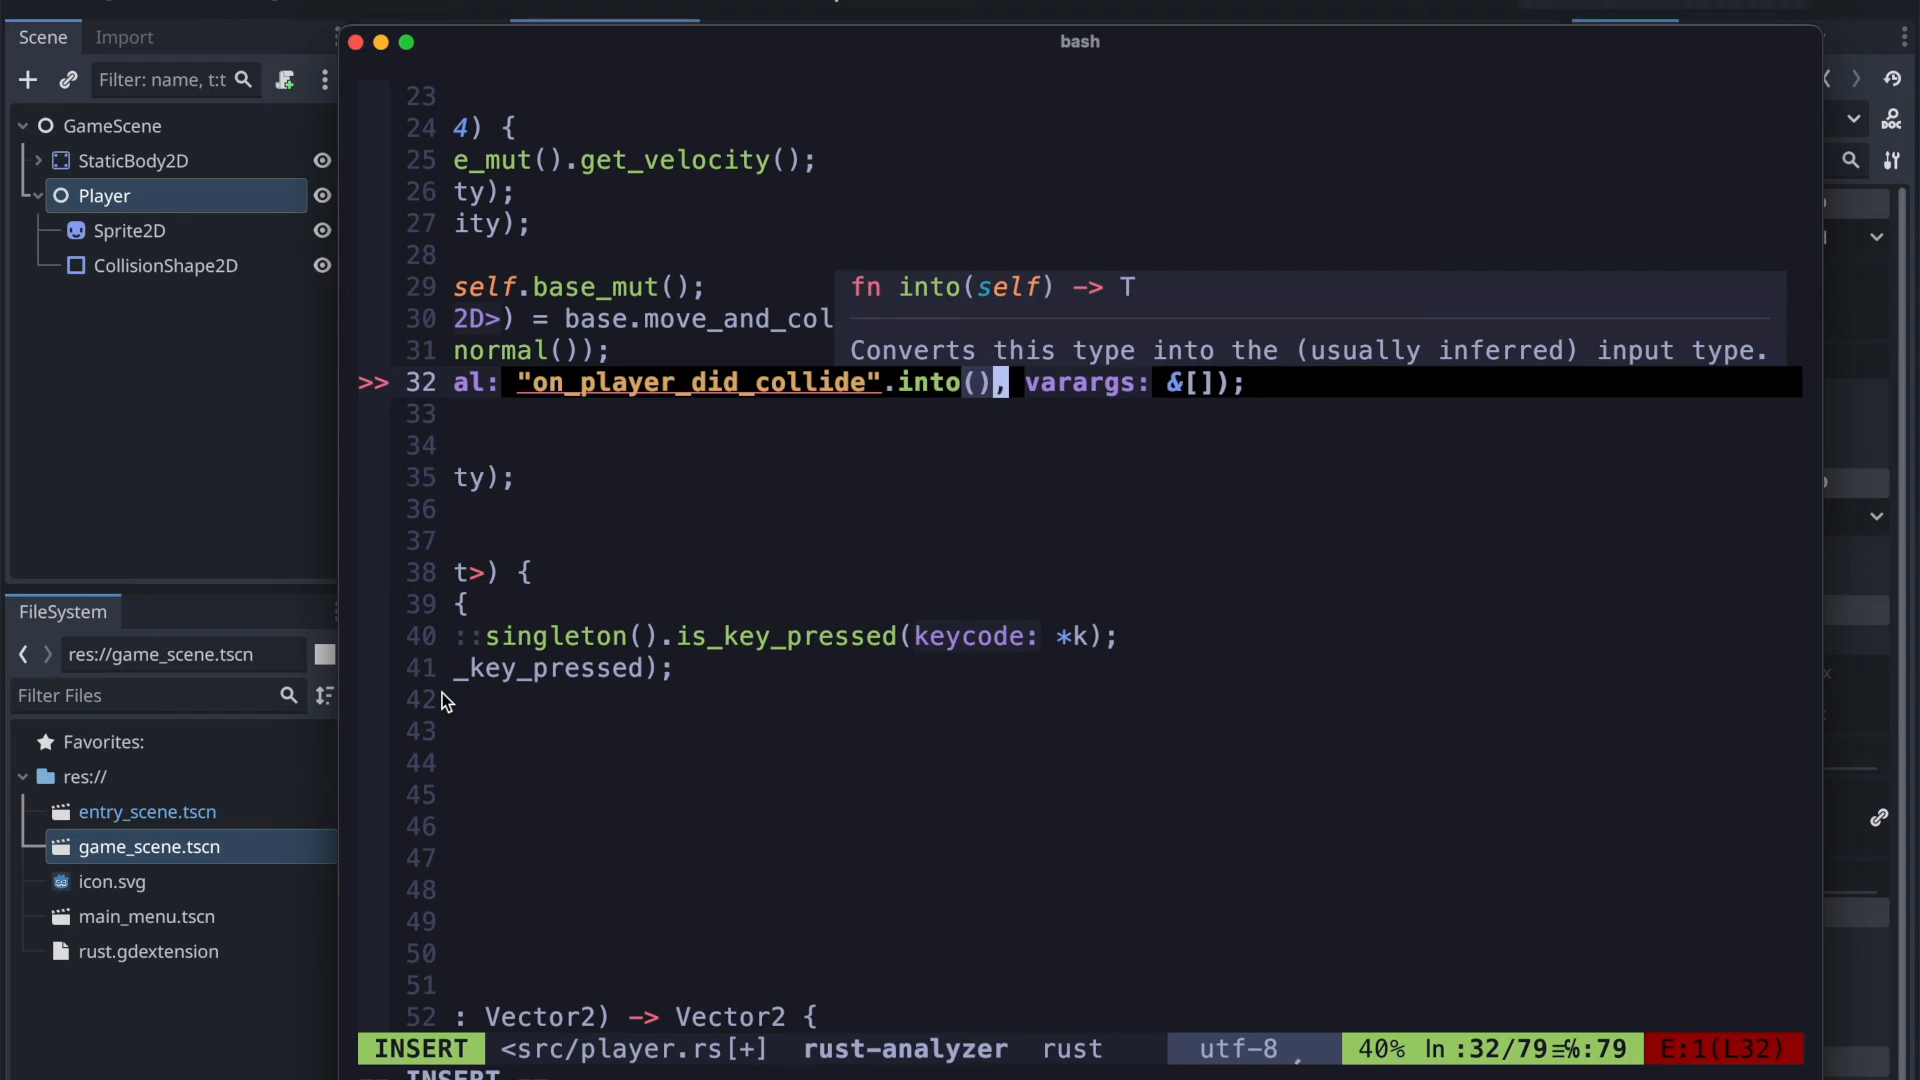 Scene Import
Filter: name, t:t
GameScene
StaticBody2D
Player
Sprite2D
CollisionShape2D
FileSystem
res://game_scene.tscn
Filter Files
Favorites:
res://
entry_scene.tscn
game_scene.tscn
icon.svg
main_menu.tscn
rust.gdextension
bash
23
24 4) {
25 e_mut().get_velocity();
26 ty);
27 ity);
28
29 self.base_mut();
fn into(self) -> T
30 2D>) = base.move_and_col
31 normal());
Converts this type into the (usually inferred) input type.
>> 32 al: "on_player_did_collide".into(), varargs: &[]);
33
34
35 ty);
36
37
38 t>) {
39 {
40 ::singleton().is_key_pressed(keycode: *k);
41 _key_pressed);
42
43
44
45
46
47
48
49
50
51
52 : Vector2) -> Vector2 {
INSERT <src/player.rs[+] rust-analyzer rust utf-8 40% ln :32/79≡℅:79 E:1(L32)
-- INSERT --
DOC